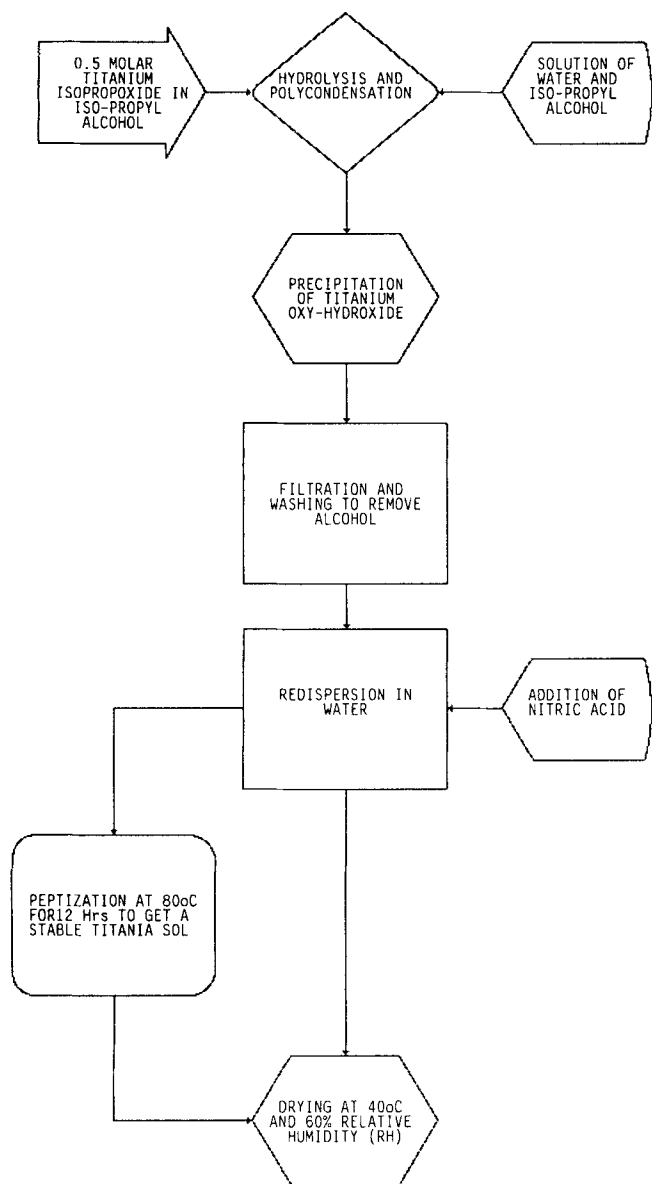 0.5 MOLAR
TITANIUM
ISOPROPOXIDE IN
ISO-PROPYL
ALCOHOL
HYDROLYSIS AND
POLYCONDENSATION
SOLUTION OF
WATER AND
ISO-PROPYL
ALCOHOL
PRECIPITATION
OF TITANIUM
OXY-HYDROXIDE
FILTRATION AND
WASHING TO REMOVE
ALCOHOL
REDISPERSION IN
WATER
ADDITION OF
NITRIC ACID
PEPTIZATION AT 80oC
FOR12 Hrs TO GET A
STABLE TITANIA SOL
DRYING AT 40oC
AND 60% RELATIVE
HUMIDITY (RH)